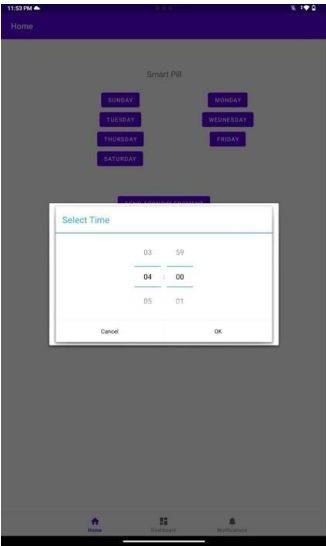 11:53 PM
Home
Smart Pill
SUNDAY MONDAY
TUESDAY WEDNESDAY
THURSDAY FRIDAY
SATURDAY
Select Time
03 59
04 : 00
05 01
Cancel OK
Home Dashboard Notifications